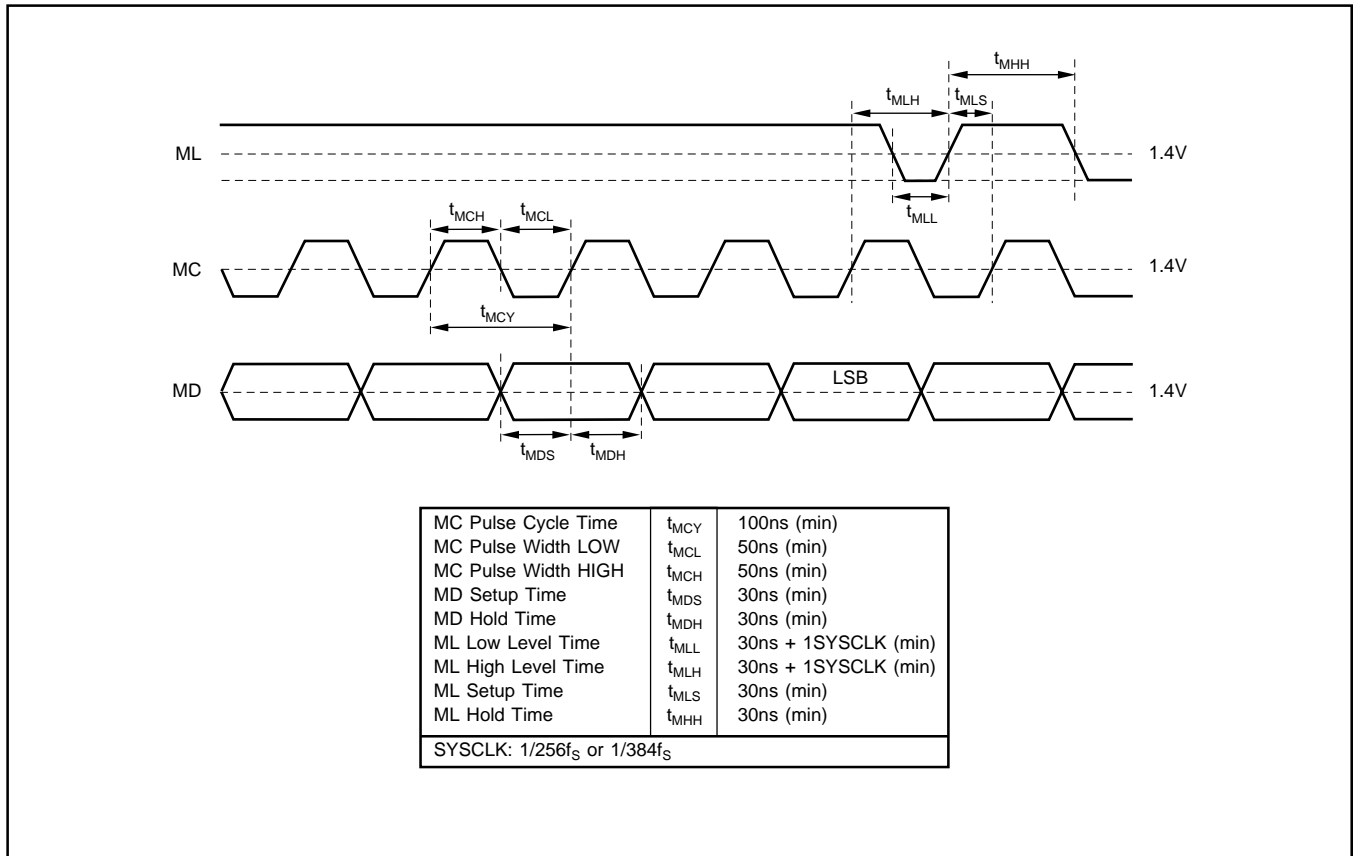 tMHH
tMLH tMLS
ML 1.4V
tMLL
tMCH tMCL
MC 1.4V
tMCY
LSB
MD 1.4V
tMDS tMDH
MC Pulse Cycle Time tMCY 100ns (min)
MC Pulse Width LOW tMCL 50ns (min)
MC Pulse Width HIGH tMCH 50ns (min)
MD Setup Time tMDS 30ns (min)
MD Hold Time tMDH 30ns (min)
ML Low Level Time tMLL 30ns + 1SYSCLK (min)
ML High Level Time tMLH 30ns + 1SYSCLK (min)
ML Setup Time tMLS 30ns (min)
ML Hold Time tMHH 30ns (min)
SYSCLK: 1/256fS or 1/384fS